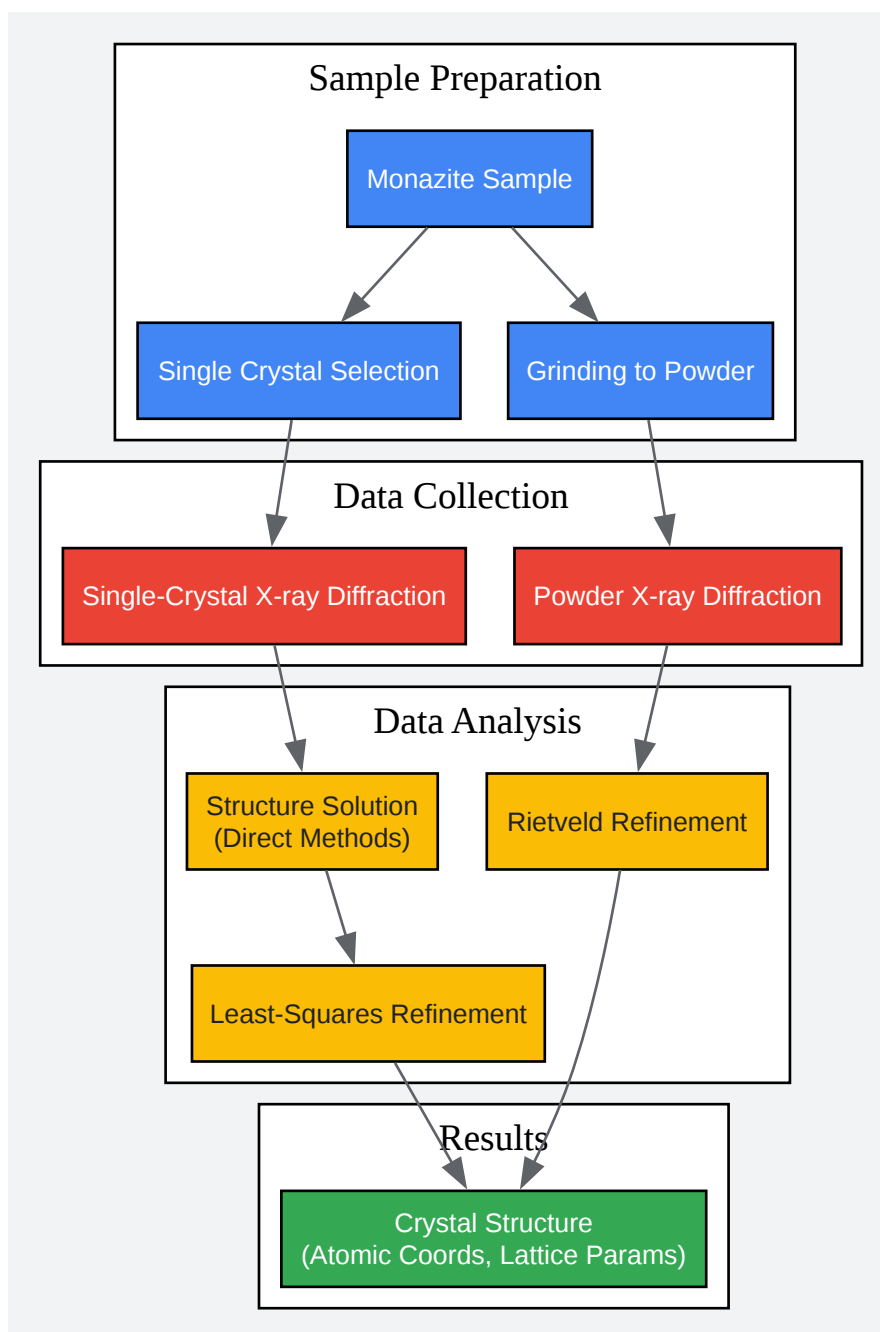 Sample Preparation
Monazite Sample
Single Crystal Selection
Grinding to Powder
Data Collection
Single-Crystal X-ray Diffraction
Powder X-ray Diffraction
Data Analysis
Structure Solution
(Direct Methods)
Rietveld Refinement
Least-Squares Refinement
Results
Crystal Structure
(Atomic Coords, Lattice Params)